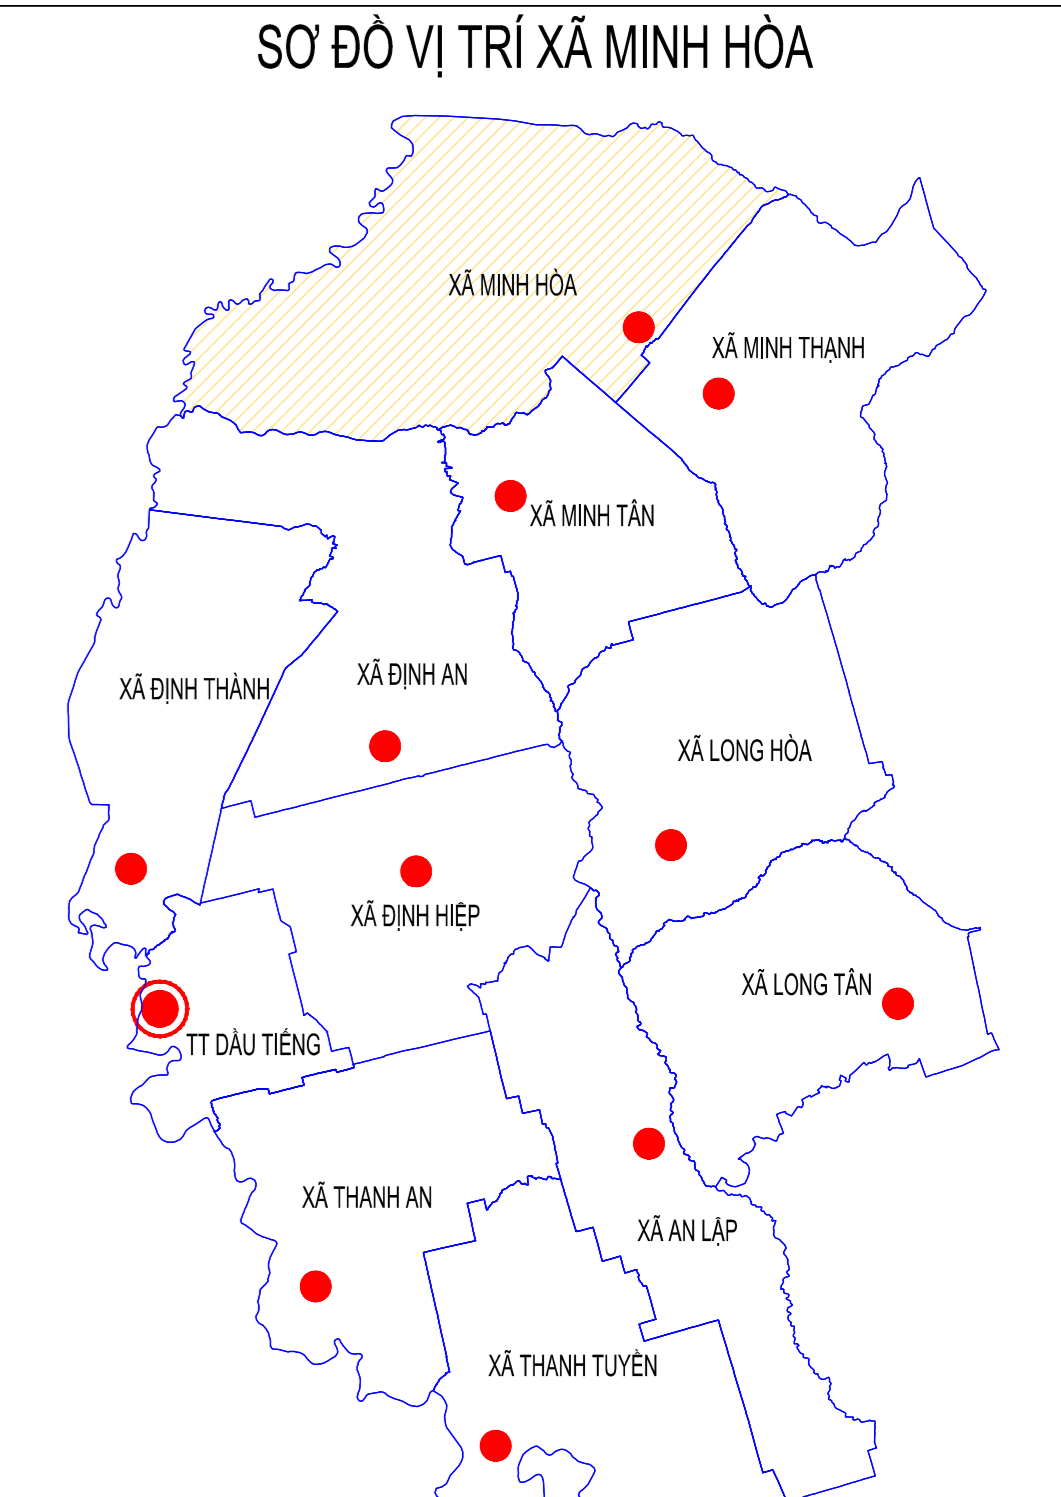 SƠ ĐỒ VỊ TRÍ XÃ MINH HÒA
XÃ MINH HÒA
XÃ MINH THẠNH
XÃ MINH TÂN
XÃ ĐỊNH AN
XÃ ĐỊNH THÀNH
XÃ LONG HÒA
XÃ ĐỊNH HIỆP
XÃ LONG TÂN
TT DẦU TIẾNG
XÃ THANH AN
XÃ AN LẬP
XÃ THANH TUYỀN